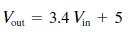 Vout = 3.4 Vin + 5